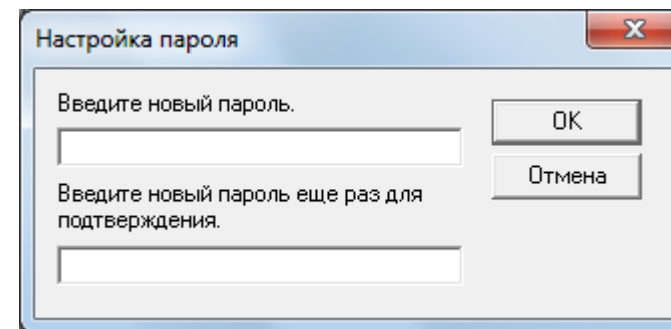 Настройка пароля
Введите новый пароль.
OK
Отмена
Введите новый пароль еще раз для
подтверждения.